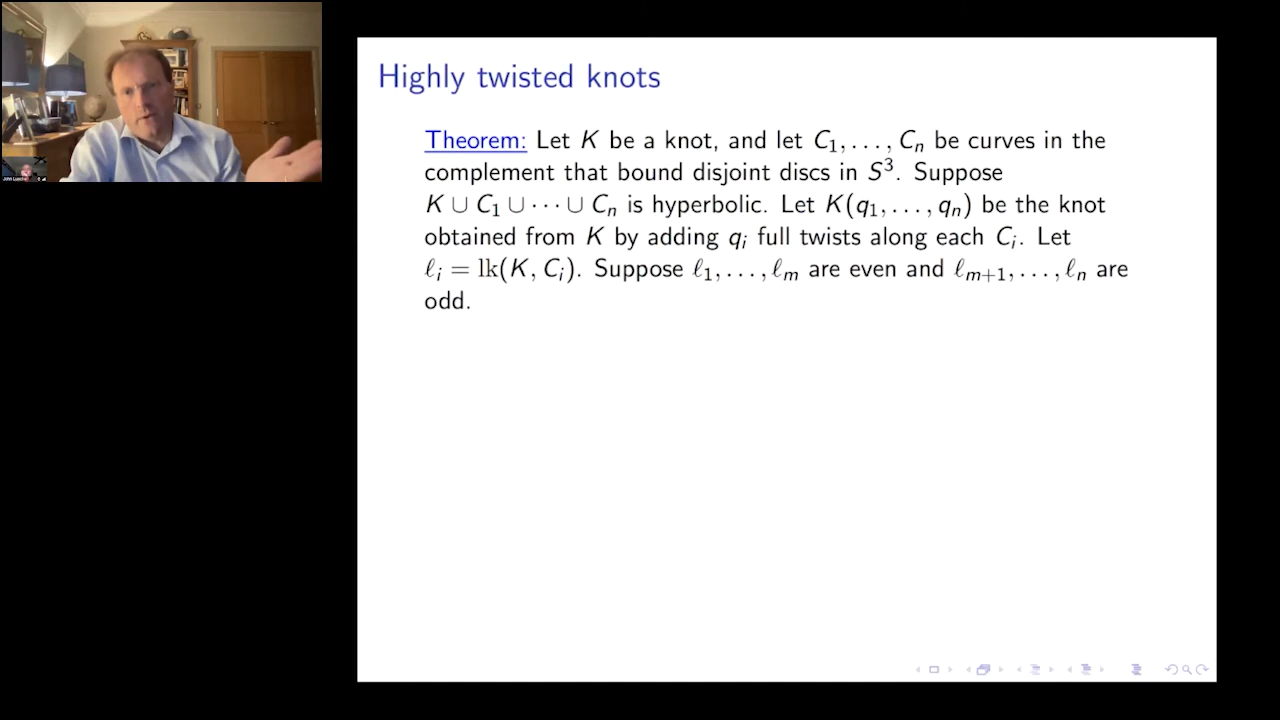 Highly twisted knots
Theorem: Let K be a knot, and let C₁, . . . , Cₙ be curves in the
complement that bound disjoint discs in S³. Suppose
K ∪ C₁ ∪ · · · ∪ Cₙ is hyperbolic. Let K(q₁, . . . , qₙ) be the knot
obtained from K by adding qᵢ full twists along each Cᵢ. Let
ℓᵢ = lk(K, Cᵢ). Suppose ℓ₁, . . . , ℓₘ are even and ℓₘ₊₁, . . . , ℓₙ are
odd.